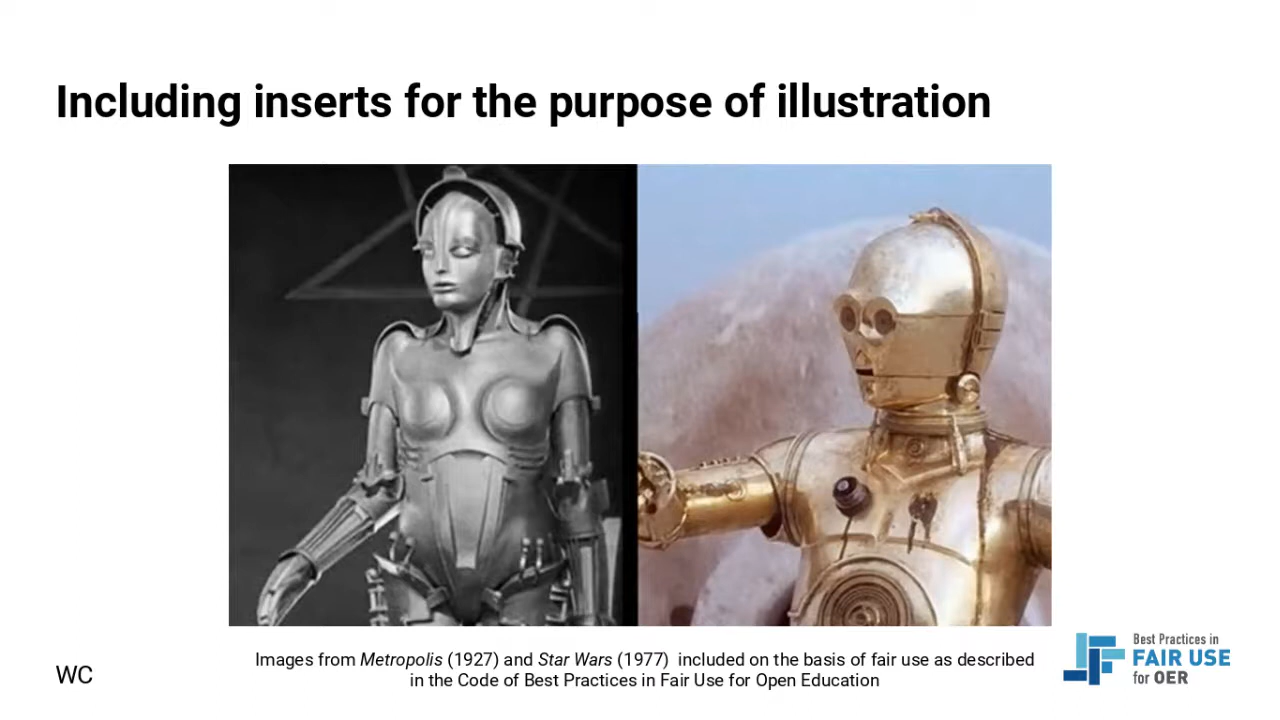 Including inserts for the purpose of illustration
Images from Metropolis (1927) and Star Wars (1977) included on the basis of fair use as described
in the Code of Best Practices in Fair Use for Open Education
WC
Best Practices in
FAIR USE
for OER